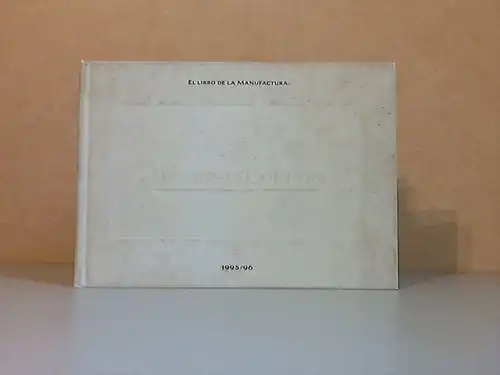 EL LIBRO DE LA MANUFACTURA.
1995/96